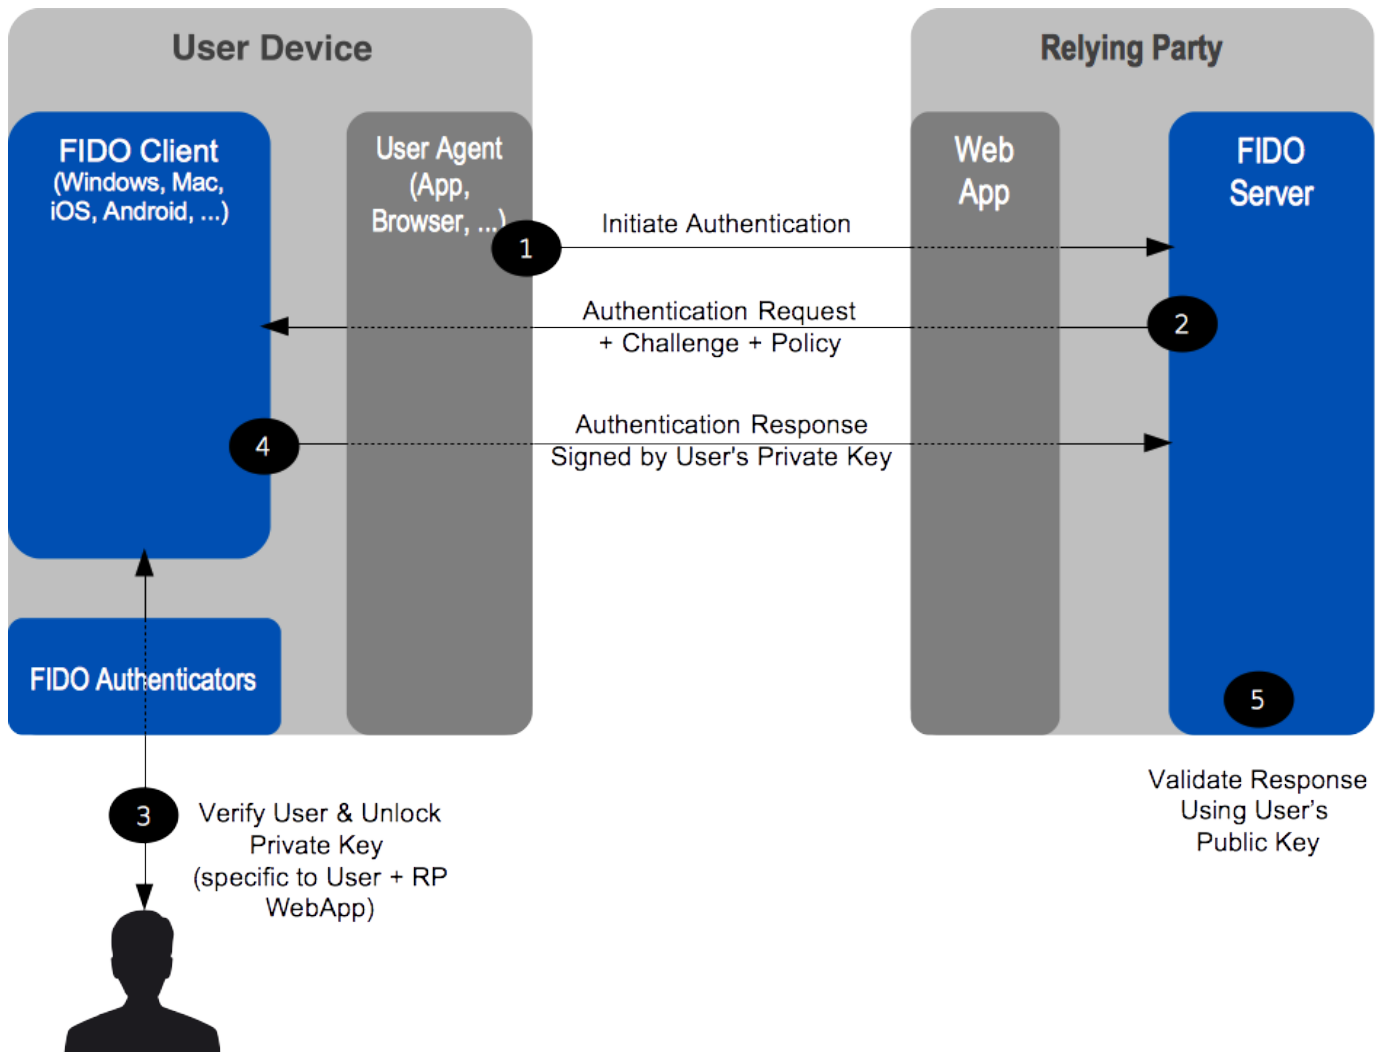 User Device
FIDO Client
(Windows, Mac,
iOS, Android, ...)
User Agent
(App,
Browser, ...)
FIDO Authenticators
Relying Party
Web
App
FIDO
Server
1
Initiate Authentication
2
Authentication Request
+ Challenge + Policy
4
Authentication Response
Signed by User's Private Key
3
Verify User & Unlock
Private Key
(specific to User + RP
WebApp)
5
Validate Response
Using User’s
Public Key